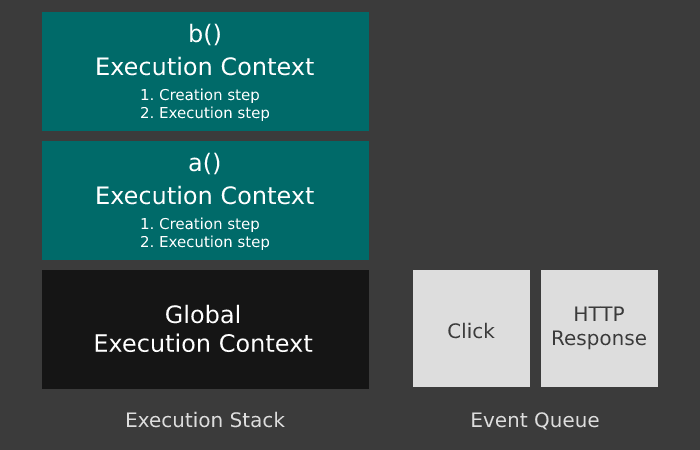 b()
Execution Context
1. Creation step
2. Execution step
a()
Execution Context
1. Creation step
2. Execution step
Global
Execution Context
Execution Stack
Click
HTTP
Response
Event Queue